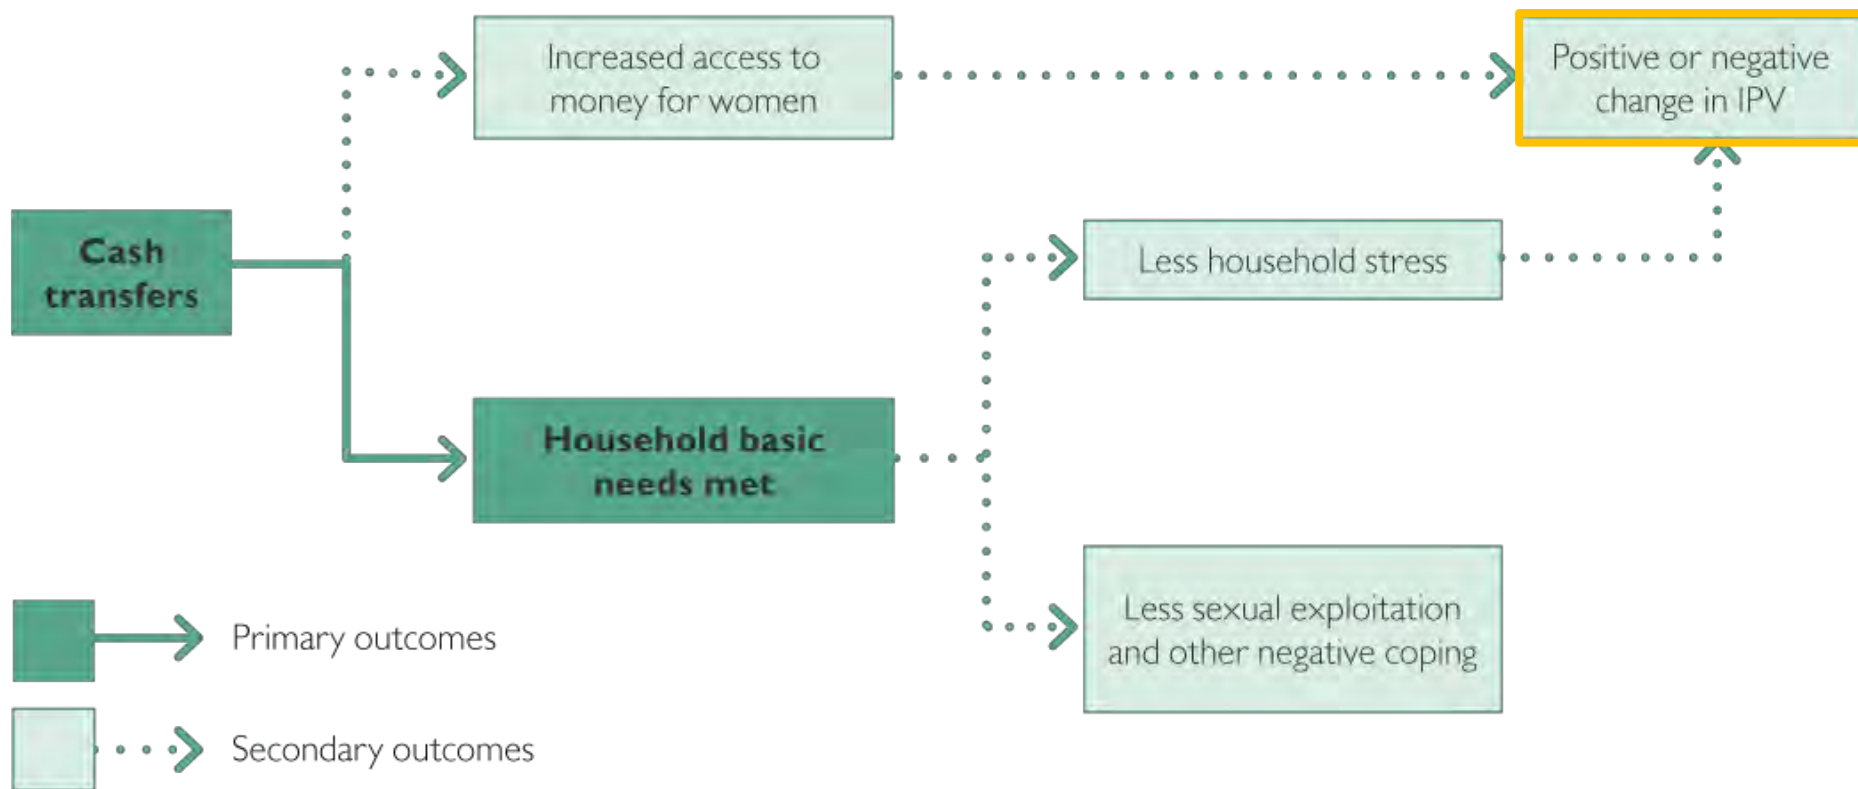 Increased access to
money for women
Positive or negative
change in IPV
Cash
transfers
Less household stress
Household basic
needs met
Less sexual exploitation
and other negative coping
Primary outcomes
Secondary outcomes